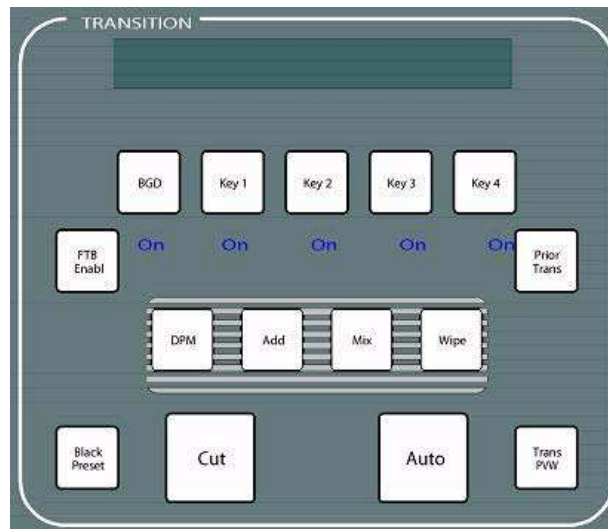 TRANSITION
BGD
Key 1
Key 2
Key 3
Key 4
FTB
Enabl
On
On
On
On
On
Prior
Trans
DPM
Add
Mix
Wipe
Black
Preset
Cut
Auto
Trans
PVW